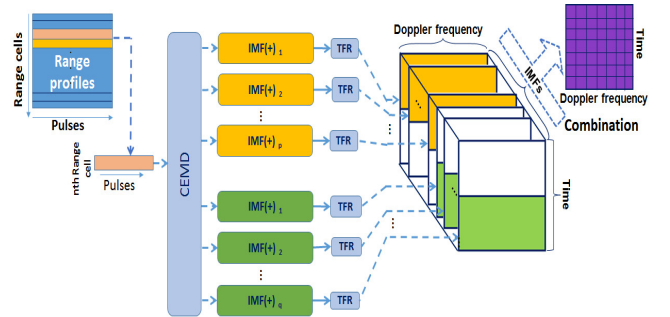 Range cells
Range
profiles
Pulses
nth Range
cell
Pulses
CEMD
IMF(+) 1
TFR
IMF(+) 2
TFR
...
IMF(+) p
TFR
IMF(+) 1
TFR
IMF(+) 2
TFR
...
IMF(+) q
TFR
Doppler frequency
IMFs
Time
Time
Doppler frequency
Combination